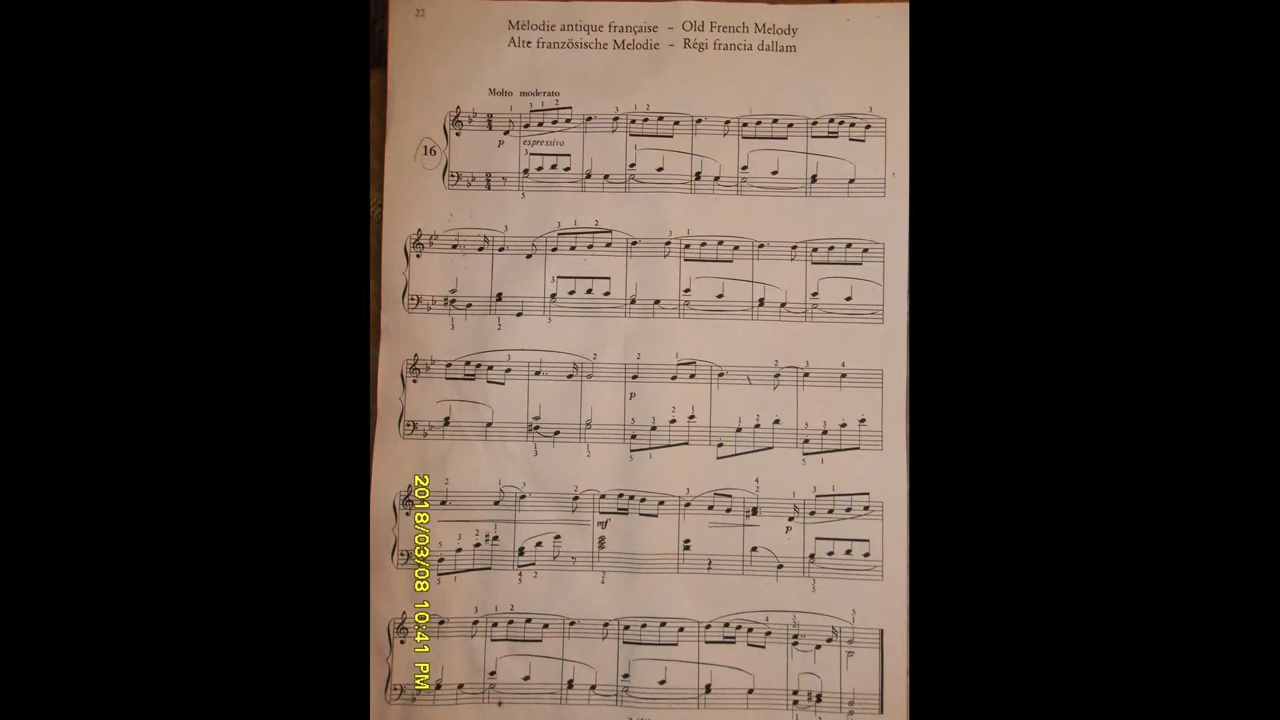 22
Mélodie antique française – Old French Melody
Alte französische Melodie – Régi francia dallam
Molto moderato
16
p espressivo
p
mf
p
p
2018/03/08 10:41 PM